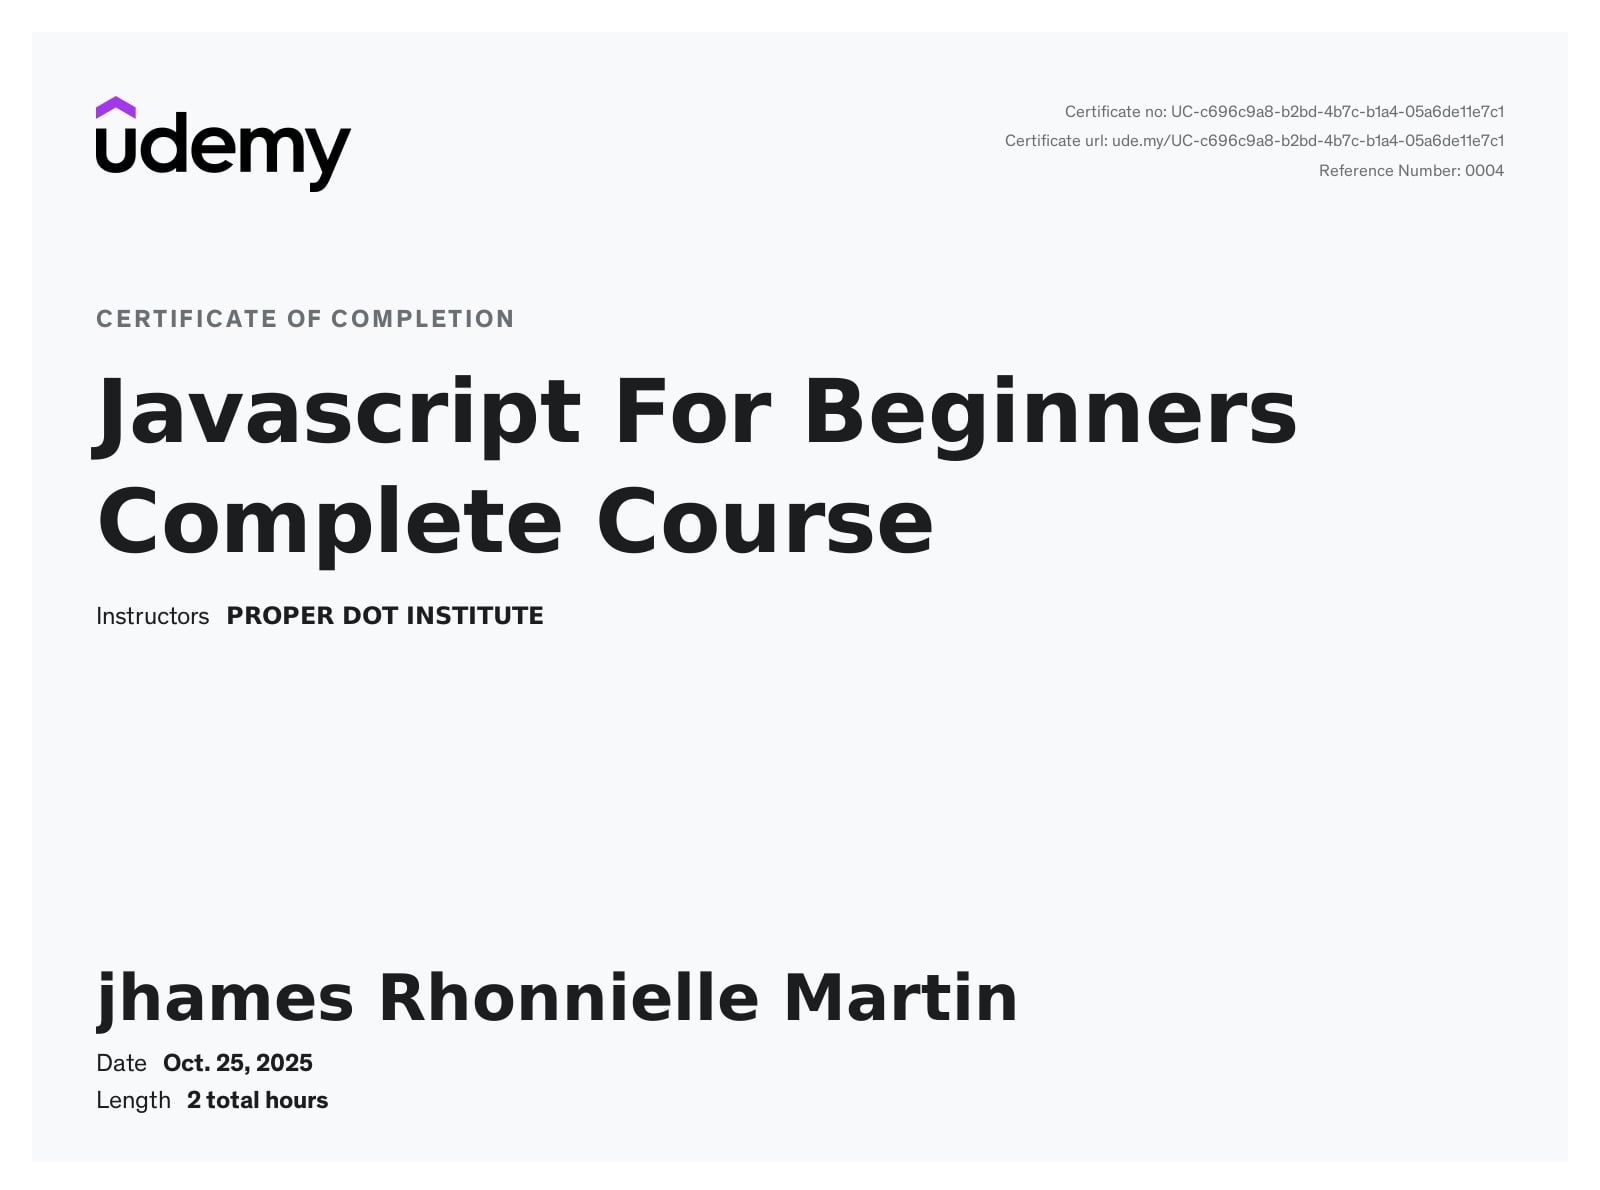 udemy
Certificate no: UC-c696c9a8-b2bd-4b7c-b1a4-05a6de11e7c1
Certificate url: ude.my/UC-c696c9a8-b2bd-4b7c-b1a4-05a6de11e7c1
Reference Number: 0004
CERTIFICATE OF COMPLETION
Javascript For Beginners
Complete Course
Instructors PROPER DOT INSTITUTE
jhames Rhonnielle Martin
Date Oct. 25, 2025
Length 2 total hours